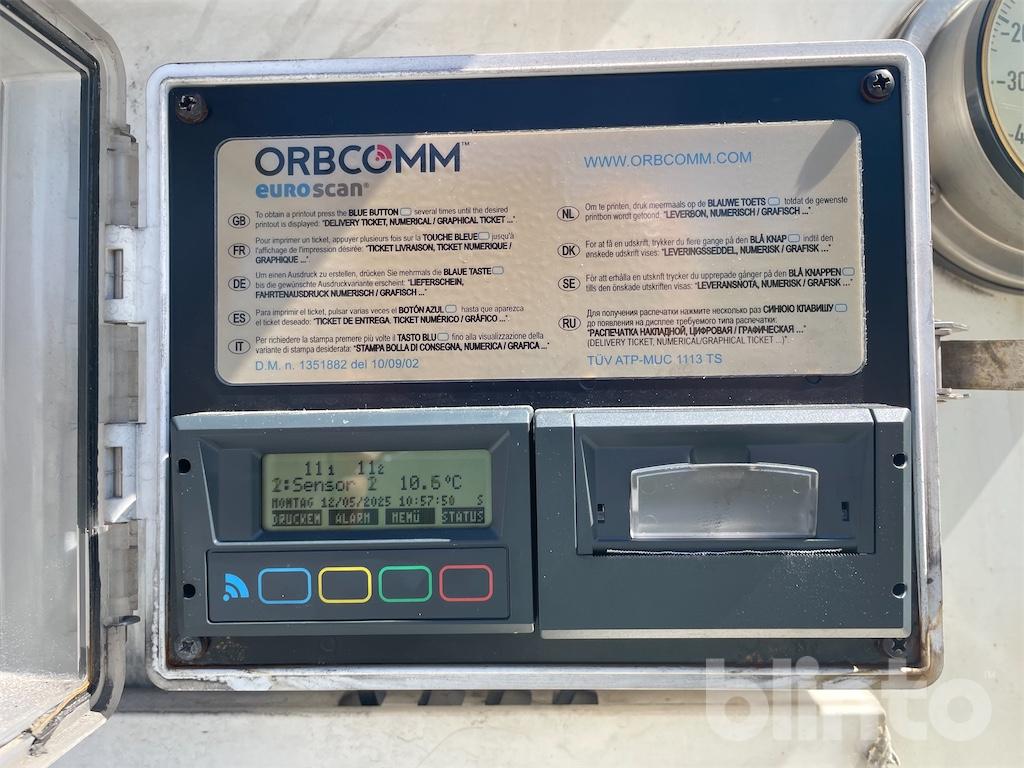 ORBCOMM™
euroscan®
WWW.ORBCOMM.COM
GB
To obtain a printout press the BLUE BUTTON several times until the desired
printout is displayed: "DELIVERY TICKET, NUMERICAL / GRAPHICAL TICKET ..."
FR
Pour imprimer un ticket, appuyer plusieurs fois sur la TOUCHE BLEUE jusqu'à
l'affichage de l'impression désirée: "TICKET LIVRAISON, TICKET NUMERIQUE /
GRAPHIQUE ..."
DE
Um einen Ausdruck zu erstellen, drücken Sie mehrmals die BLAUE TASTE
bis die gewünschte Ausdruckvariante erscheint: "LIEFERSCHEIN,
FAHRTENAUSDRUCK NUMERISCH / GRAFISCH ..."
ES
Para imprimir el ticket, pulsar varias veces el BOTÓN AZUL hasta que aparezca
el ticket deseado: "TICKET DE ENTREGA, TICKET NUMÉRICO / GRÁFICO ..."
IT
Per richiedere la stampa premere più volte il TASTO BLU fino alla visualizzazione della
variante di stampa desiderata: "STAMPA BOLLA DI CONSEGNA, NUMERICA / GRAFICA ..."
D.M. n. 1351882 del 10/09/02
NL
Om te printen, druk meermaals op de BLAUWE TOETS totdat de gewenste
printbon wordt getoond. "LEVERBON, NUMERISCH / GRAFISCH ..."
DK
For at få en udskrift, trykker du flere gange på den BLÅ KNAP indtil den
ønskede udskrift vises: "LEVERINGSSEDDEL, NUMERISK / GRAFISK ..."
SE
För att erhålla en utskrift trycker du upprepade gånger på den BLÅ KNAPPEN
tills den önskade utskriften visas: "LEVERANSNOTA, NUMERISK / GRAFISK ..."
RU
Для получения распечатки нажмите несколько раз СИНЮЮ КЛАВИШУ
до появления на дисплее требуемого типа распечатки:
"РАСПЕЧАТКА НАКЛАДНОЙ, ЦИФРОВАЯ / ГРАФИЧЕСКАЯ ..."
(DELIVERY TICKET, NUMERICAL/GRAPHICAL TICKET ...)"
TÜV ATP-MUC 1113 TS
11₁ 11₂
2:Sensor 2 10.6°C
MONTAG 12/05/2025 10:57:50 S
DRUCKEN ALARM MENÜ STATUS
-20
-30
-4
blinto™